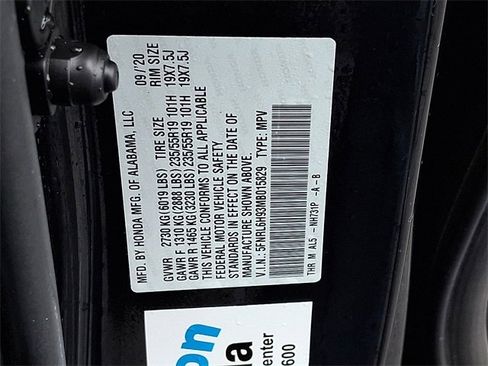 MFD. BY HONDA MFG. OF ALABAMA, LLC 09/'20
TIRE SIZE RIM SIZE
GVWR 2730 KG(6019 LBS)
GAWR F 1310 KG(2888 LBS) 235/55R19 101H 19X7.5J
GAWR R 1465 KG(3230 LBS) 235/55R19 101H 19X7.5J
THIS VEHICLE CONFORMS TO ALL APPLICABLE
FEDERAL MOTOR VEHICLE SAFETY
STANDARDS IN EFFECT ON THE DATE OF
MANUFACTURE SHOWN ABOVE.
V.I.N.: 5FNRL6H93MB015829 TYPE: MPV
THR M AL5 -NH731P -A-B
on
a
enter
600